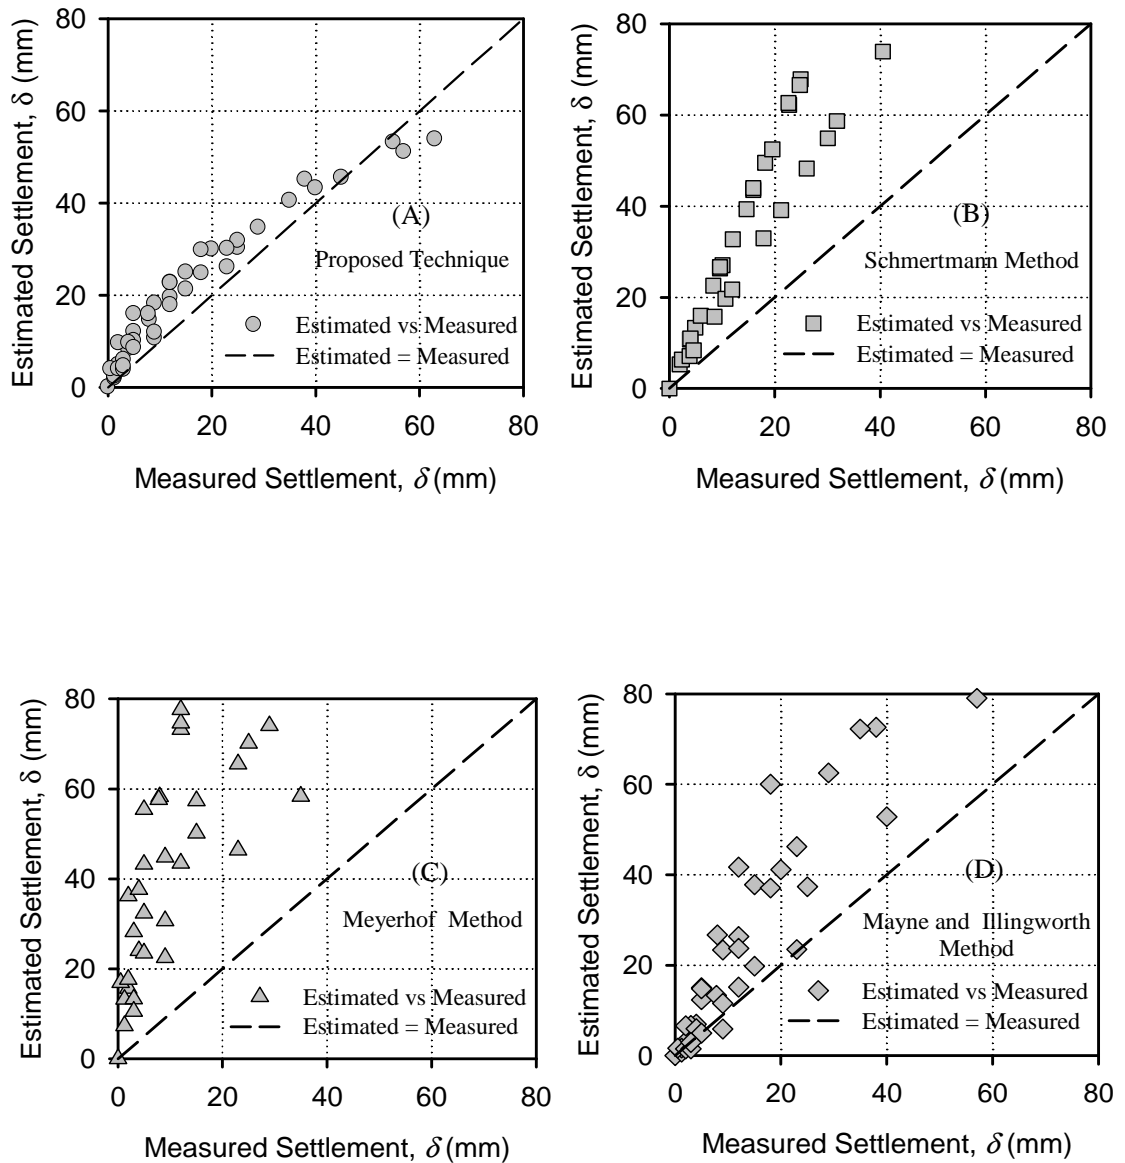 80
60
40
20
0
Estimated Settlement, δ (mm)
(A)
Proposed Technique
Estimated vs Measured
Estimated = Measured
0 20 40 60 80
Measured Settlement, δ (mm)
80
60
40
20
0
Estimated Settlement, δ (mm)
(B)
Schmertmann Method
Estimated vs Measured
Estimated = Measured
0 20 40 60 80
Measured Settlement, δ (mm)
80
60
40
20
0
Estimated Settlement, δ (mm)
(C)
Meyerhof Method
Estimated vs Measured
Estimated = Measured
0 20 40 60 80
Measured Settlement, δ (mm)
80
60
40
20
0
Estimated Settlement, δ (mm)
(D)
Mayne and Illingworth
Method
Estimated vs Measured
Estimated = Measured
0 20 40 60 80
Measured Settlement, δ (mm)